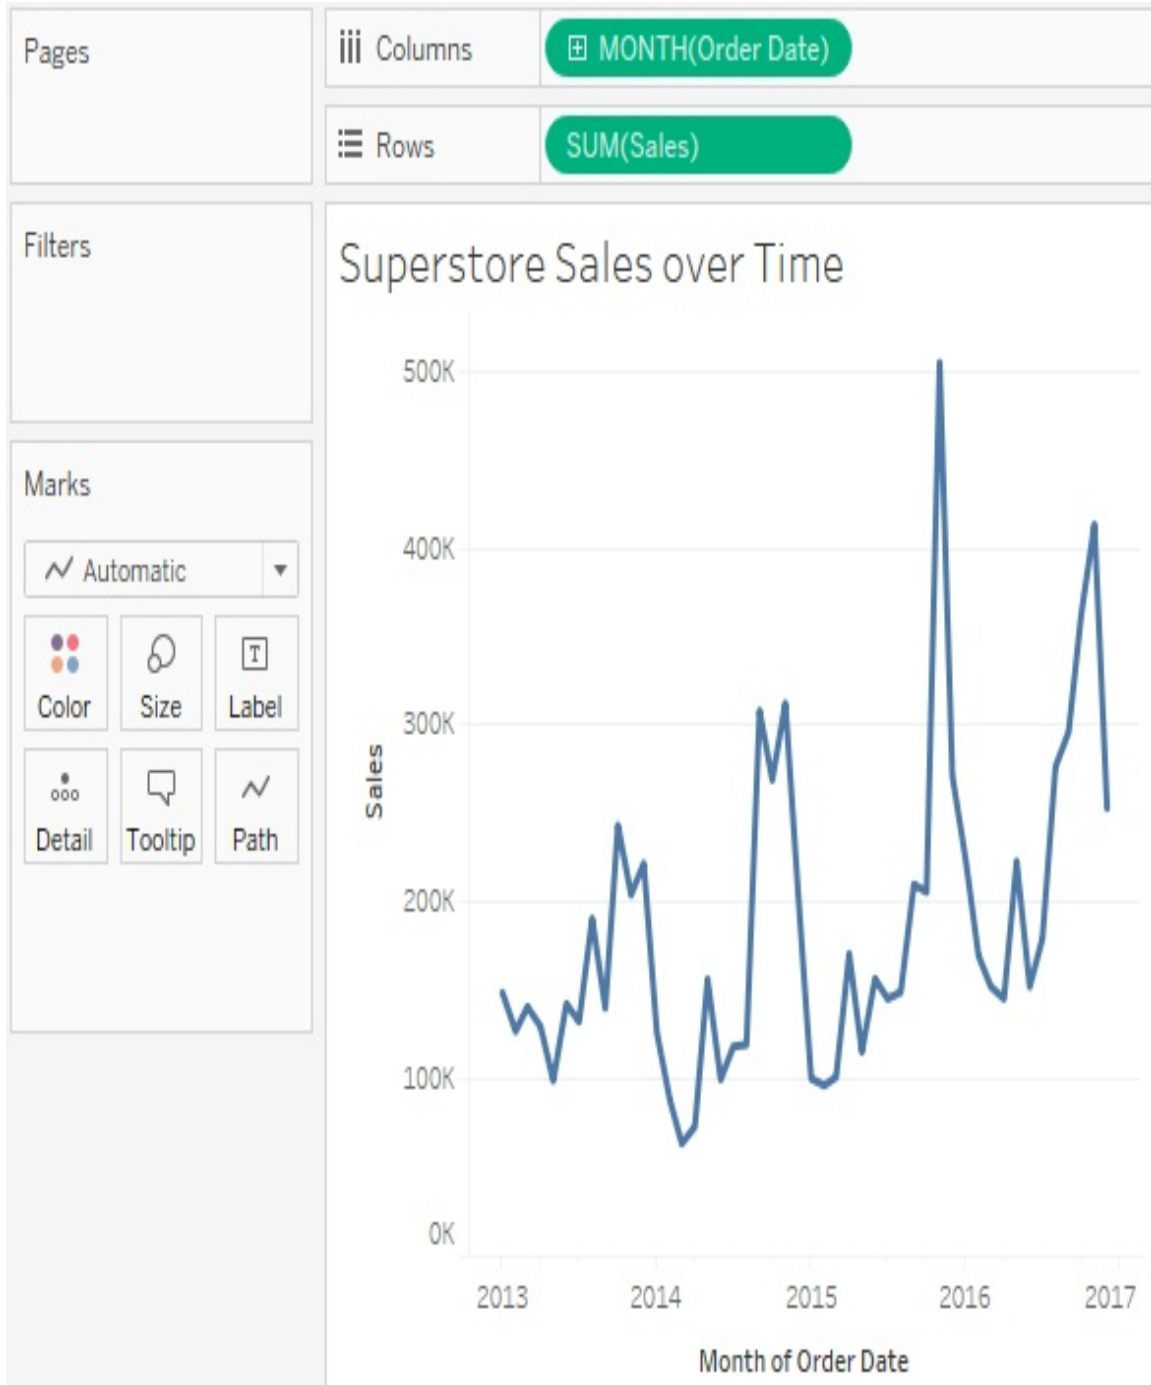 Pages
Columns
MONTH(Order Date)
Rows
SUM(Sales)
Filters
Marks
Automatic
Color
Size
Label
Detail
Tooltip
Path
Superstore Sales over Time
500K
400K
300K
200K
100K
0K
Sales
2013
2014
2015
2016
2017
Month of Order Date